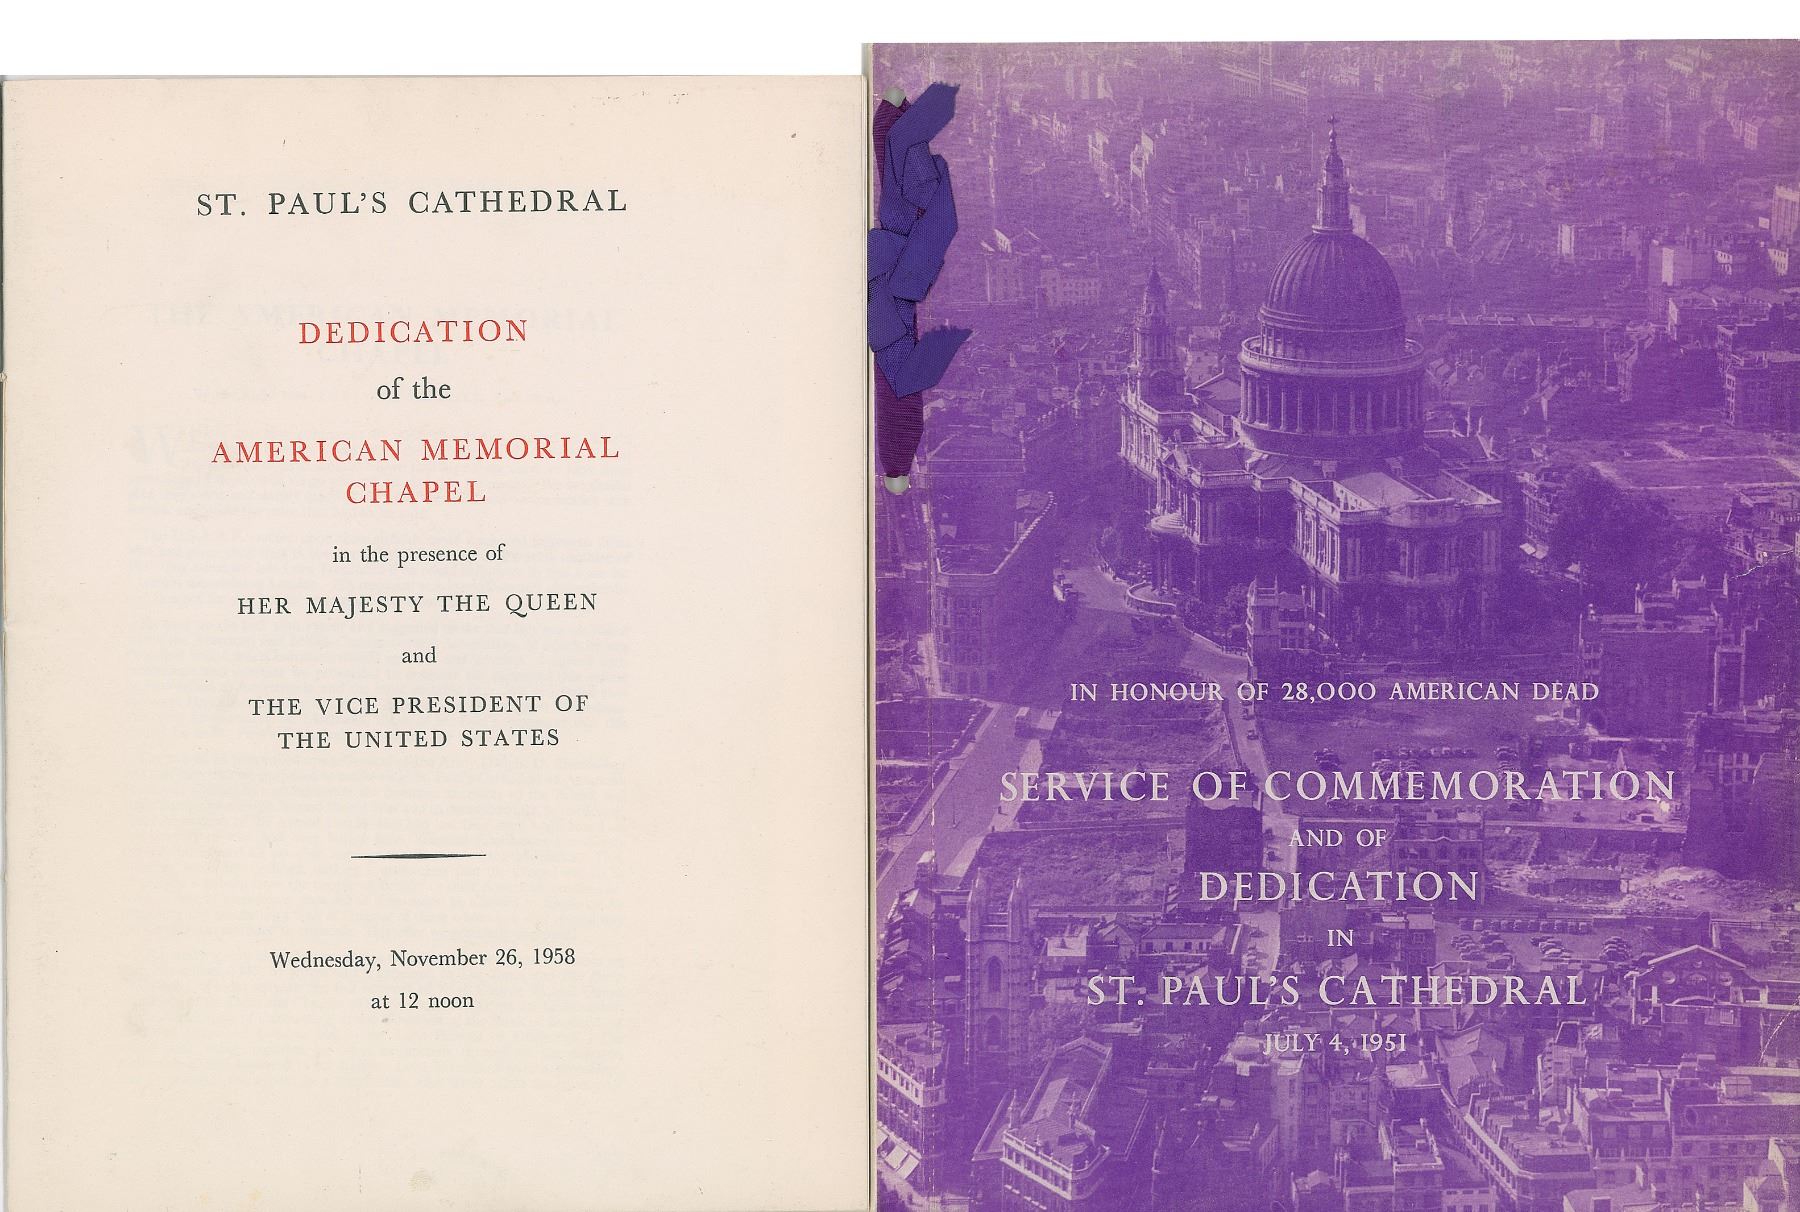 ST. PAUL'S CATHEDRAL
DEDICATION
of the
AMERICAN MEMORIAL
CHAPEL
in the presence of
HER MAJESTY THE QUEEN
and
THE VICE PRESIDENT OF
THE UNITED STATES
Wednesday, November 26, 1958
at 12 noon
IN HONOUR OF 28,000 AMERICAN DEAD
SERVICE OF COMMEMORATION
AND OF
DEDICATION
IN
ST. PAUL'S CATHEDRAL
JULY 4, 1951